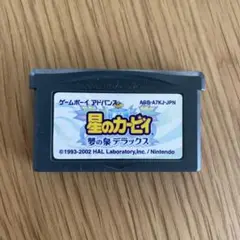 ゲームボーイ アドバンス AGB-A7KJ-JPN
星のカービィ
夢の泉 デラックス
©1993-2002 HAL Laboratory,Inc. / Nintendo